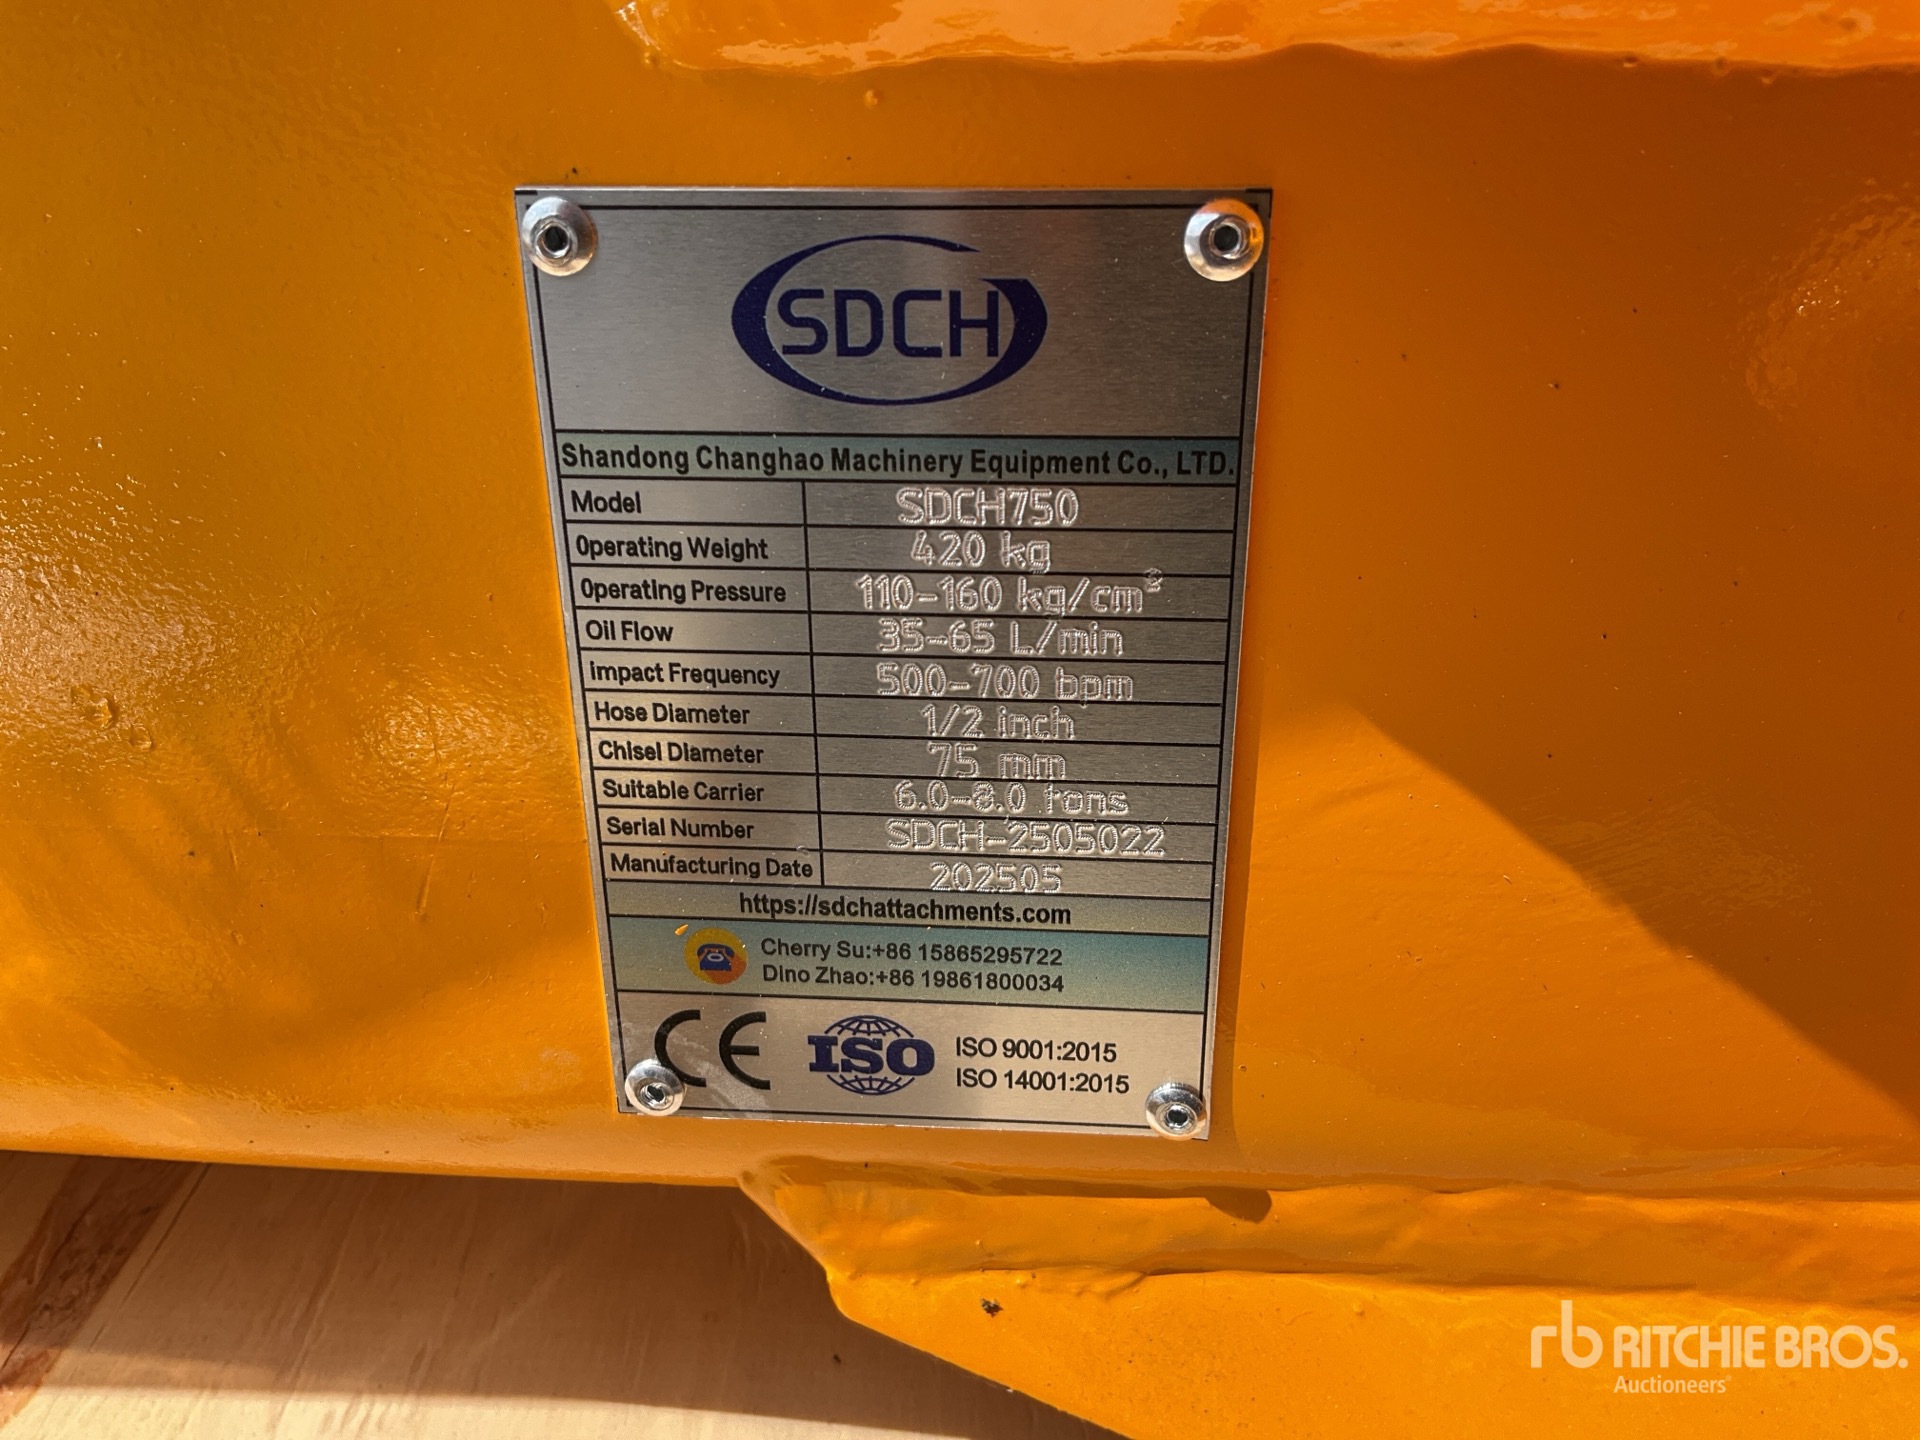 SDCH
Shandong Changhao Machinery Equipment Co., LTD.
Model SDCH750
Operating Weight 420 kg
Operating Pressure 110-160 kg/cm³
Oil Flow 35-65 L/min
impact Frequency 500-700 bpm
Hose Diameter 1/2 inch
Chisel Diameter 75 mm
Suitable Carrier 6.0-8.0 tons
Serial Number SDCH-2505022
Manufacturing Date 202505
https://sdchattachments.com
Cherry Su:+86 15865295722
Dino Zhao:+86 19861800034
CE ISO ISO 9001:2015
ISO 14001:2015
rb RITCHIE BROS.
Auctioneers